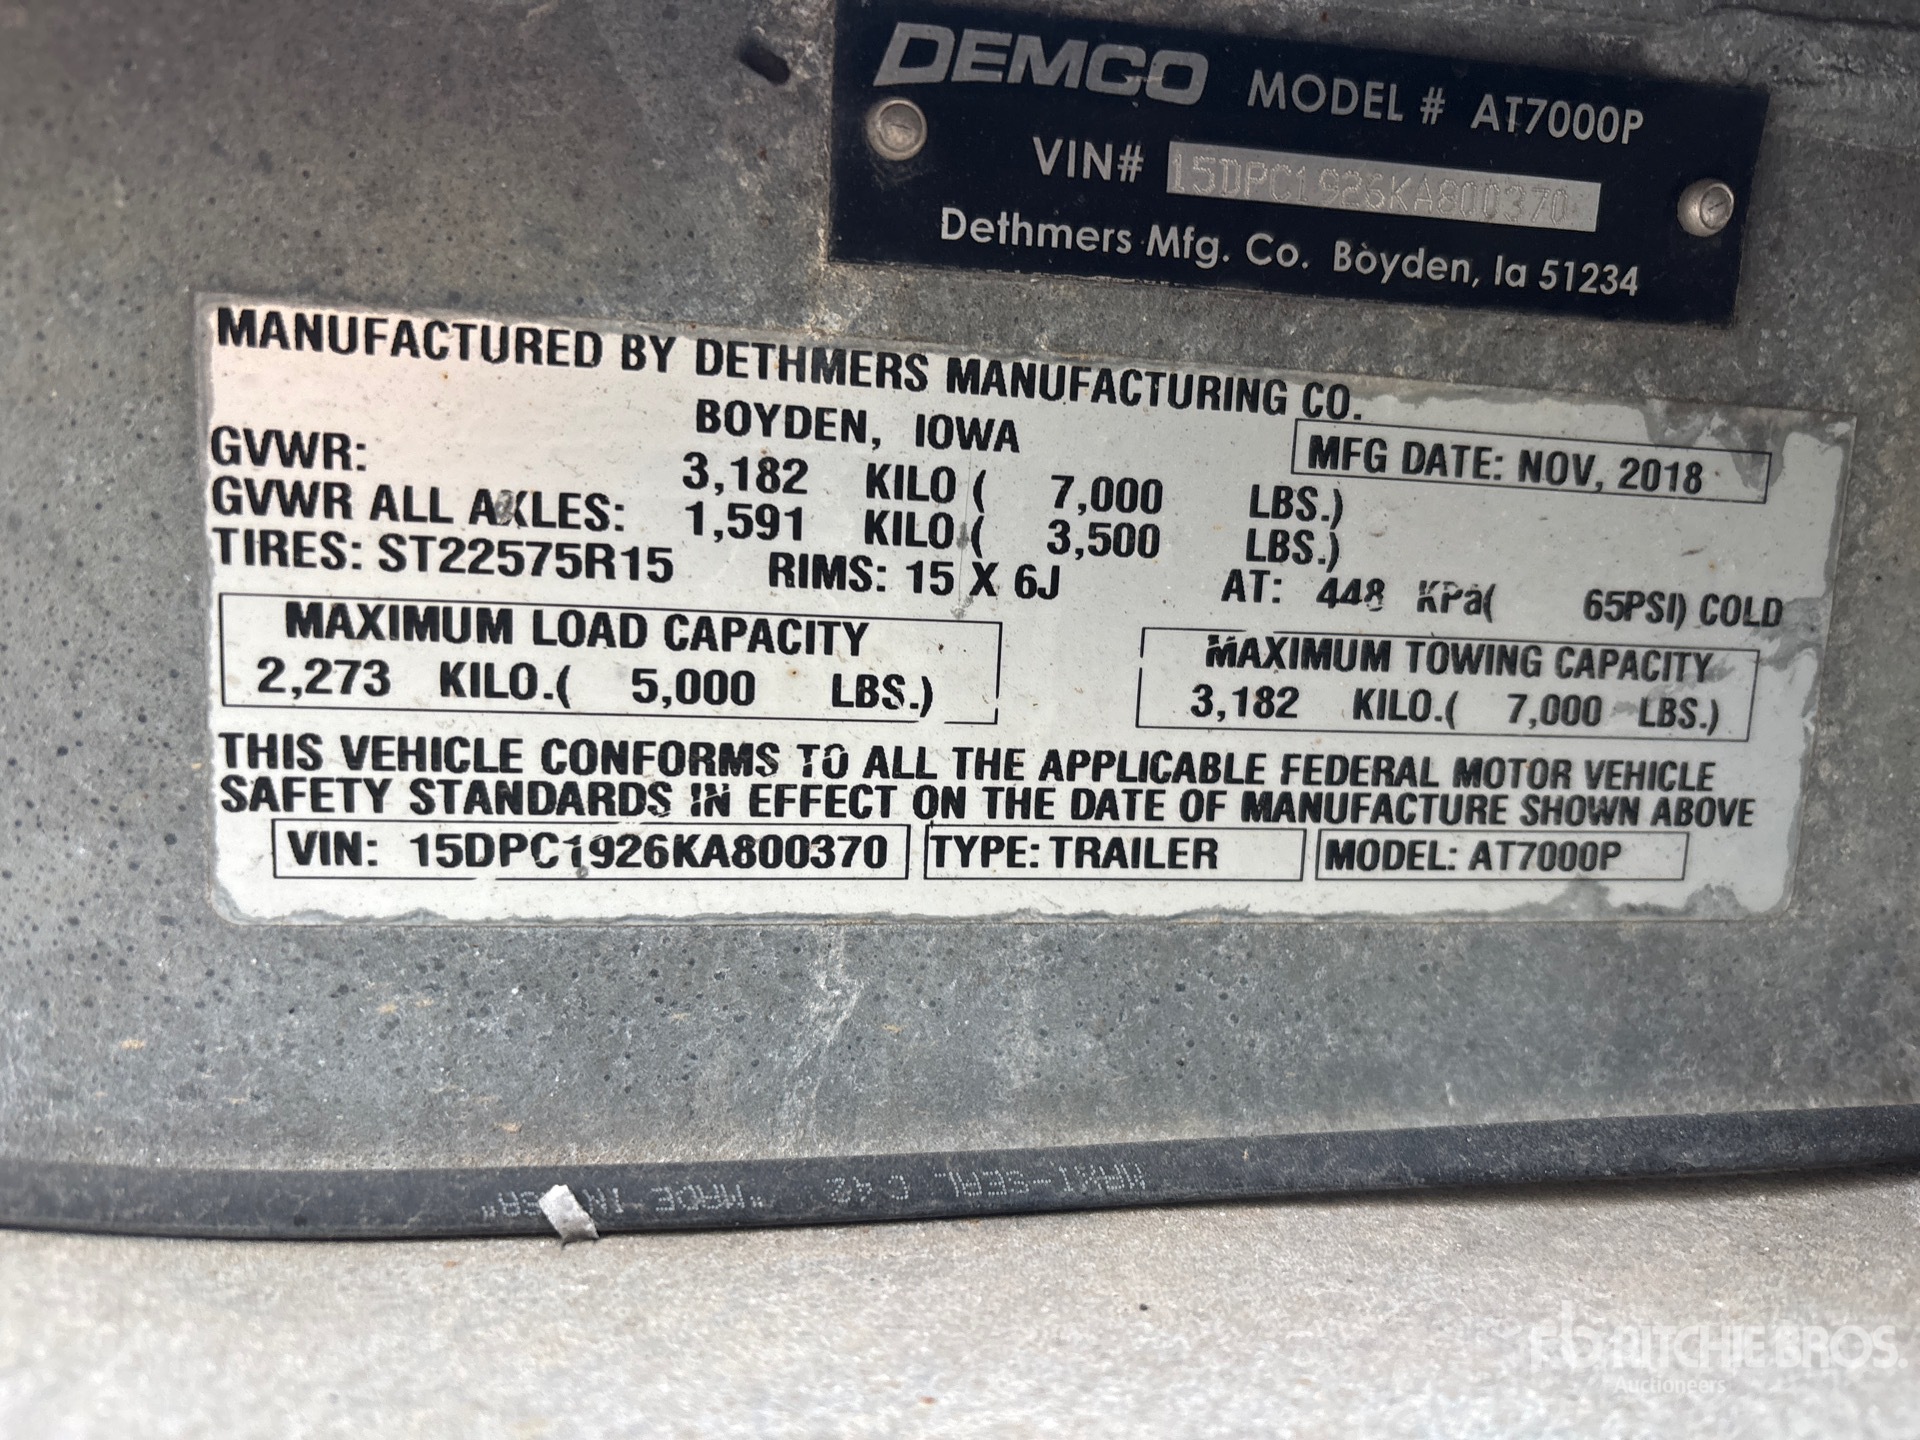 DEMCO MODEL # AT7000P
VIN# 15DPC1926KA800370
Dethmers Mfg. Co. Boyden, Ia 51234
MANUFACTURED BY DETHMERS MANUFACTURING CO.
BOYDEN, IOWA
MFG DATE: NOV, 2018
GVWR: 3,182 KILO ( 7,000 LBS.)
GVWR ALL AXLES: 1,591 KILO ( 3,500 LBS.)
TIRES: ST22575R15 RIMS: 15 X 6J AT: 448 KPa( 65PSI) COLD
MAXIMUM LOAD CAPACITY
2,273 KILO.( 5,000 LBS.)
MAXIMUM TOWING CAPACITY
3,182 KILO.( 7,000 LBS.)
THIS VEHICLE CONFORMS TO ALL THE APPLICABLE FEDERAL MOTOR VEHICLE
SAFETY STANDARDS IN EFFECT ON THE DATE OF MANUFACTURE SHOWN ABOVE
VIN: 15DPC1926KA800370 TYPE: TRAILER MODEL: AT7000P
"MADE IN C42
rb RITCHIE BROS.
Auctioneers